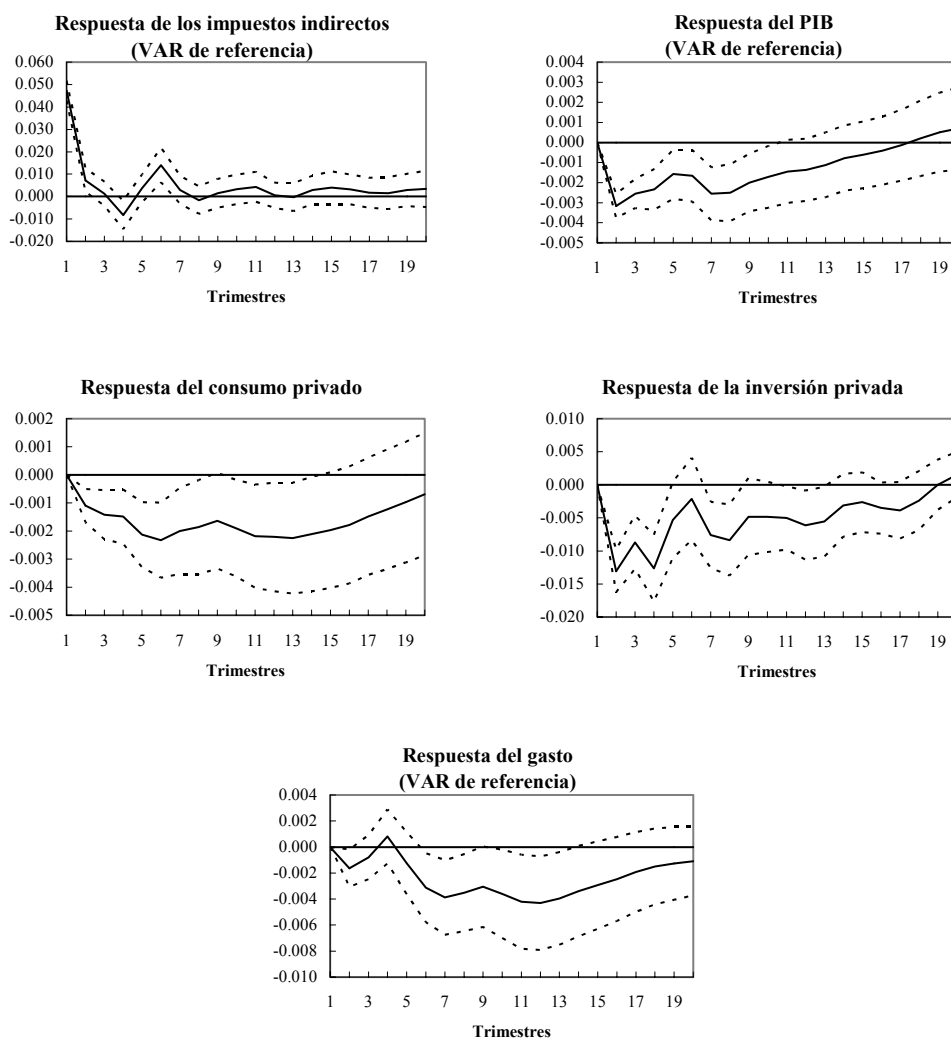 Respuesta de los impuestos indirectos
(VAR de referencia)
0.060
0.050
0.040
0.030
0.020
0.010
0.000
-0.010
-0.020
1 3 5 7 9 11 13 15 17 19
Trimestres
Respuesta del PIB
(VAR de referencia)
0.004
0.003
0.002
0.001
0.000
-0.001
-0.002
-0.003
-0.004
-0.005
1 3 5 7 9 11 13 15 17 19
Trimestres
Respuesta del consumo privado
0.002
0.001
0.000
-0.001
-0.002
-0.003
-0.004
-0.005
1 3 5 7 9 11 13 15 17 19
Trimestres
Respuesta de la inversión privada
0.010
0.005
0.000
-0.005
-0.010
-0.015
-0.020
1 3 5 7 9 11 13 15 17 19
Trimestres
Respuesta del gasto
(VAR de referencia)
0.004
0.002
0.000
-0.002
-0.004
-0.006
-0.008
-0.010
1 3 5 7 9 11 13 15 17 19
Trimestres